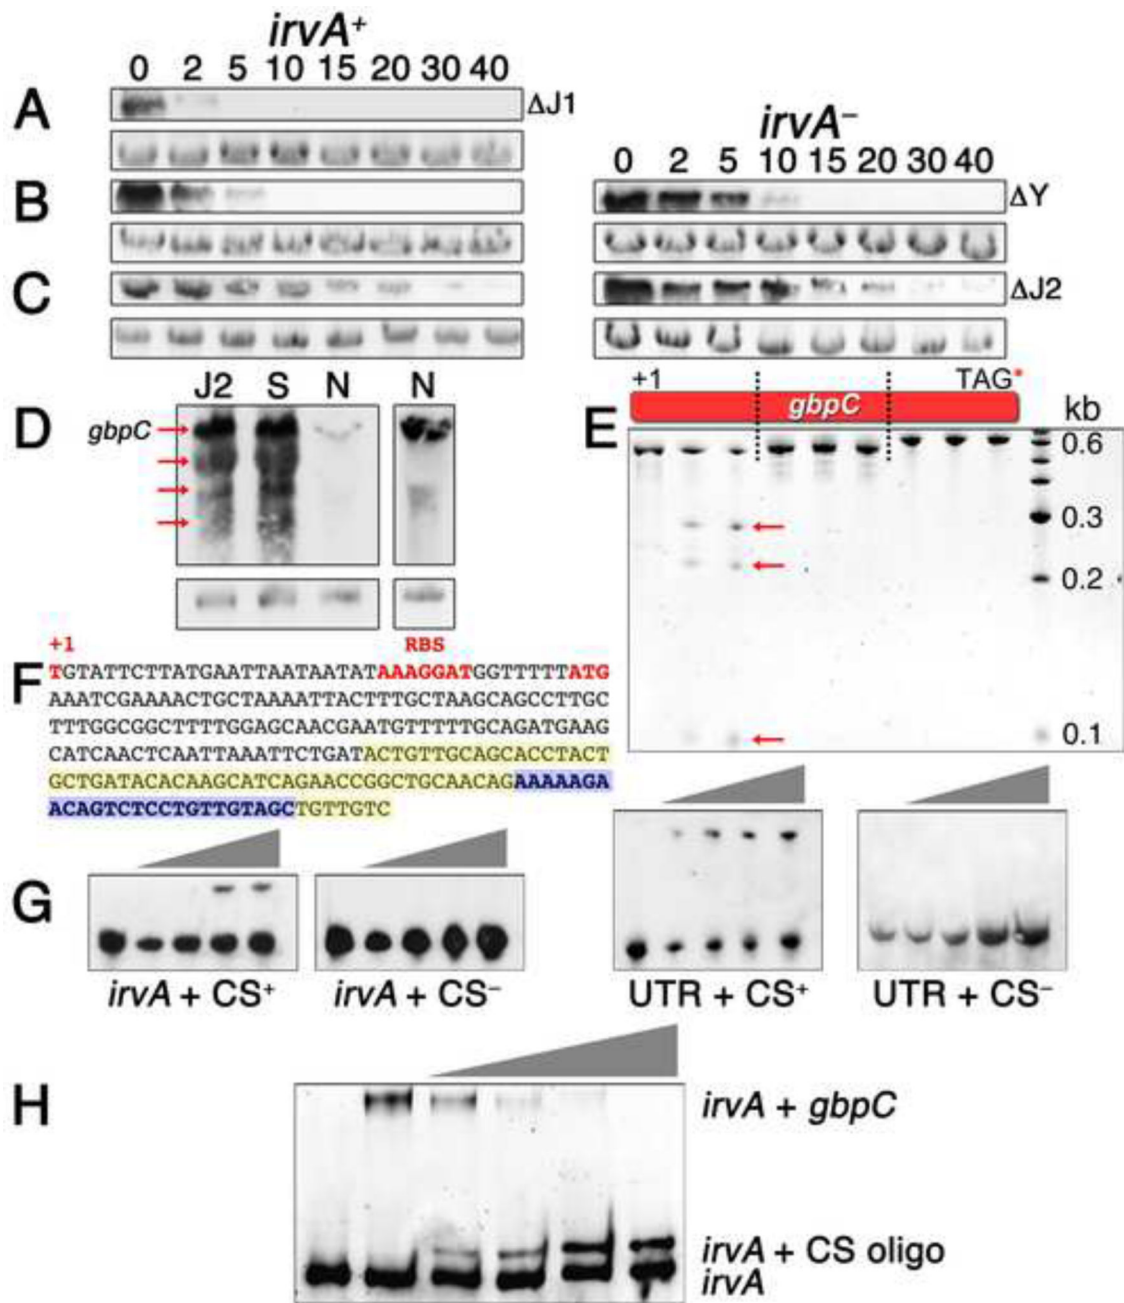 irvA+
0 2 5 10 15 20 30 40
A ΔJ1
irvA–
0 2 5 10 15 20 30 40
B ΔY
C ΔJ2
D J2 S N N
gbpC
E +1 TAG*
gbpC
kb
0.6
0.3
0.2
0.1
F +1 RBS
TGTATTCTTATGAATTAATAATATAAAGGATGGTTTTTATG
AAATCGAAAACTGCTAAAATTACTTTGCTAAGCAGCCTTGC
TTTGGCGGCTTTTGGAGCAACGAATGTTTTTGCAGATGAAG
CATCAACTCAATTAAATTCTGATACTGTTGCAGCACCTACT
GCTGATACACAAGCATCAGAACCGGCTGCAACAGAAAAAGA
ACAGTCTCCTGTTGTAGCTGTTGTC
G
irvA + CS+
irvA + CS–
UTR + CS+
UTR + CS–
H
irvA + gbpC
irvA + CS oligo
irvA